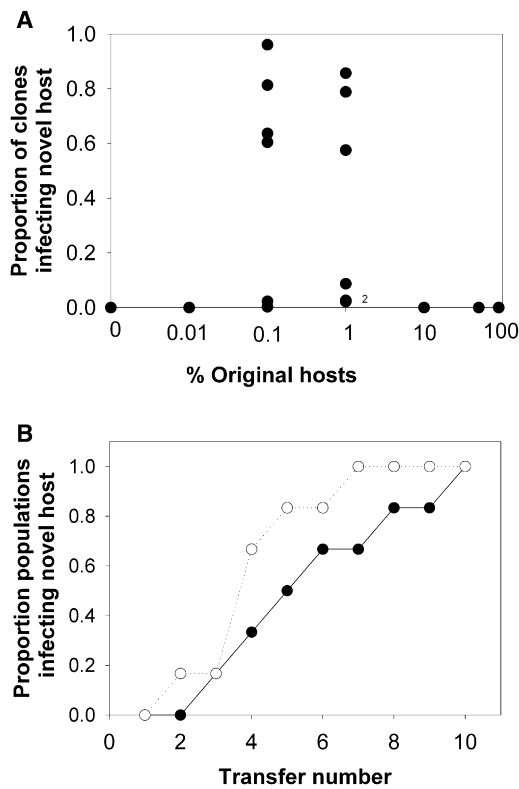 A
Proportion of clones
infecting novel host
1.0
0.8
0.6
0.4
0.2
0.0
2
0 0.01 0.1 1 10 100
% Original hosts
B
Proportion populations
infecting novel host
1.0
0.8
0.6
0.4
0.2
0.0
0 2 4 6 8 10
Transfer number